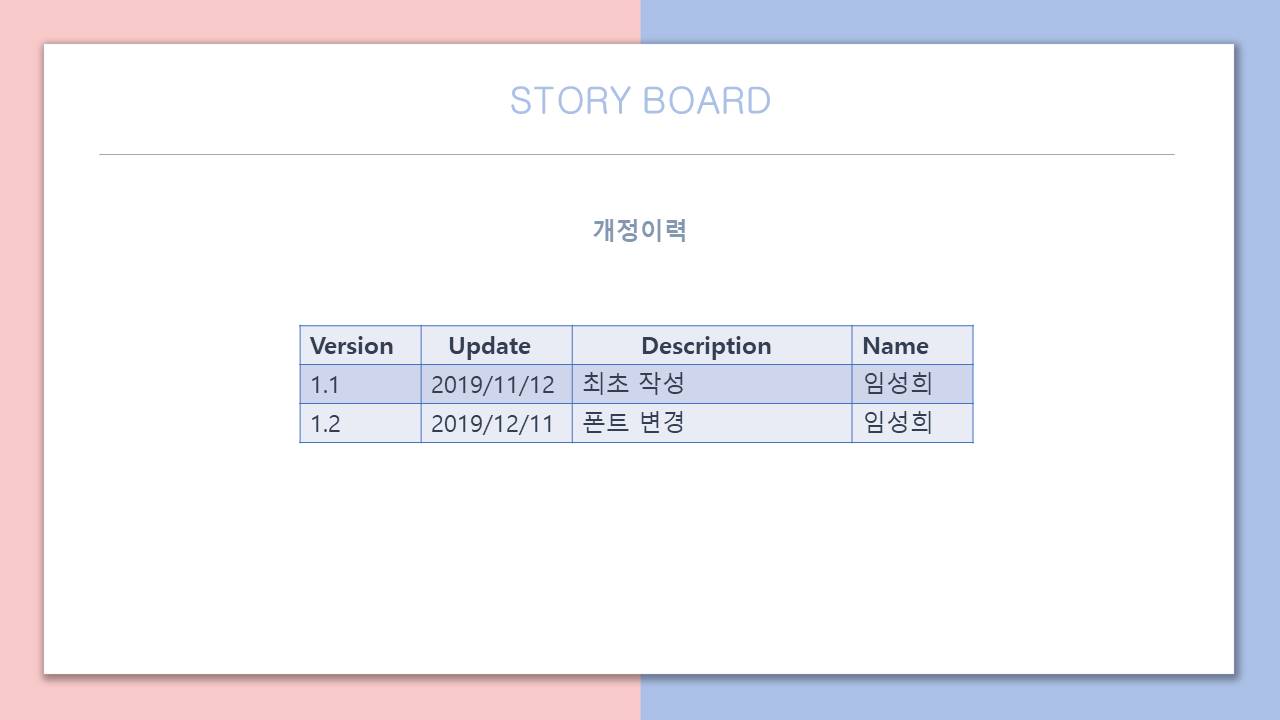 STORY BOARD
개정이력
Version Update Description Name
1.1 2019/11/12 최초 작성 임성희
1.2 2019/12/11 폰트 변경 임성희